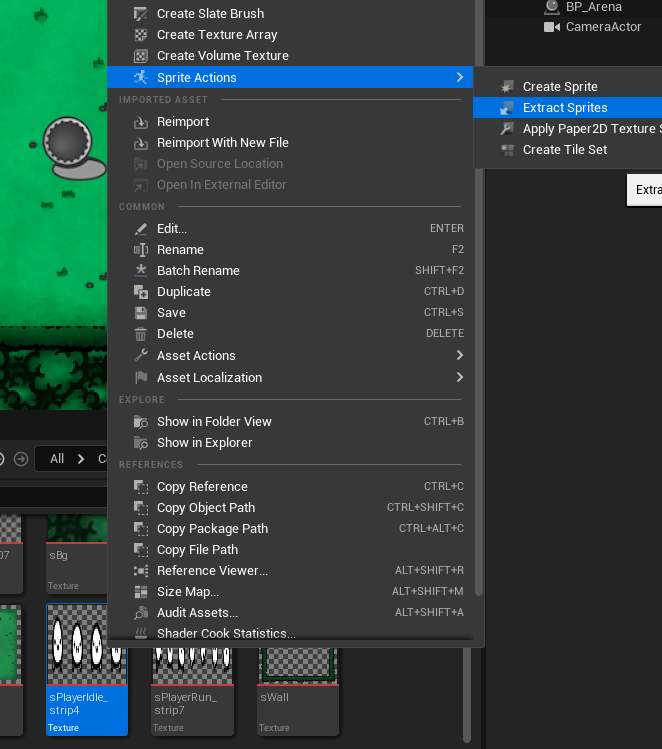 BP_Arena
CameraActor
Create Slate Brush
Create Texture Array
Create Volume Texture
Sprite Actions
Create Sprite
Extract Sprites
Apply Paper2D Texture S
Create Tile Set
Extra
IMPORTED ASSET
Reimport
Reimport With New File
Open Source Location
Open In External Editor
COMMON
Edit... ENTER
Rename F2
Batch Rename SHIFT+F2
Duplicate CTRL+D
Save CTRL+S
Delete DELETE
Asset Actions
Asset Localization
EXPLORE
Show in Folder View CTRL+B
Show in Explorer
REFERENCES
Copy Reference CTRL+C
Copy Object Path CTRL+SHIFT+C
Copy Package Path CTRL+ALT+C
Copy File Path
Reference Viewer... ALT+SHIFT+R
Size Map... ALT+SHIFT+M
Audit Assets... ALT+SHIFT+A
Shader Cook Statistics...
All > C
07
sBg
Texture
sPlayerIdle_
strip4
Texture
sPlayerRun_
strip7
Texture
sWall
Texture